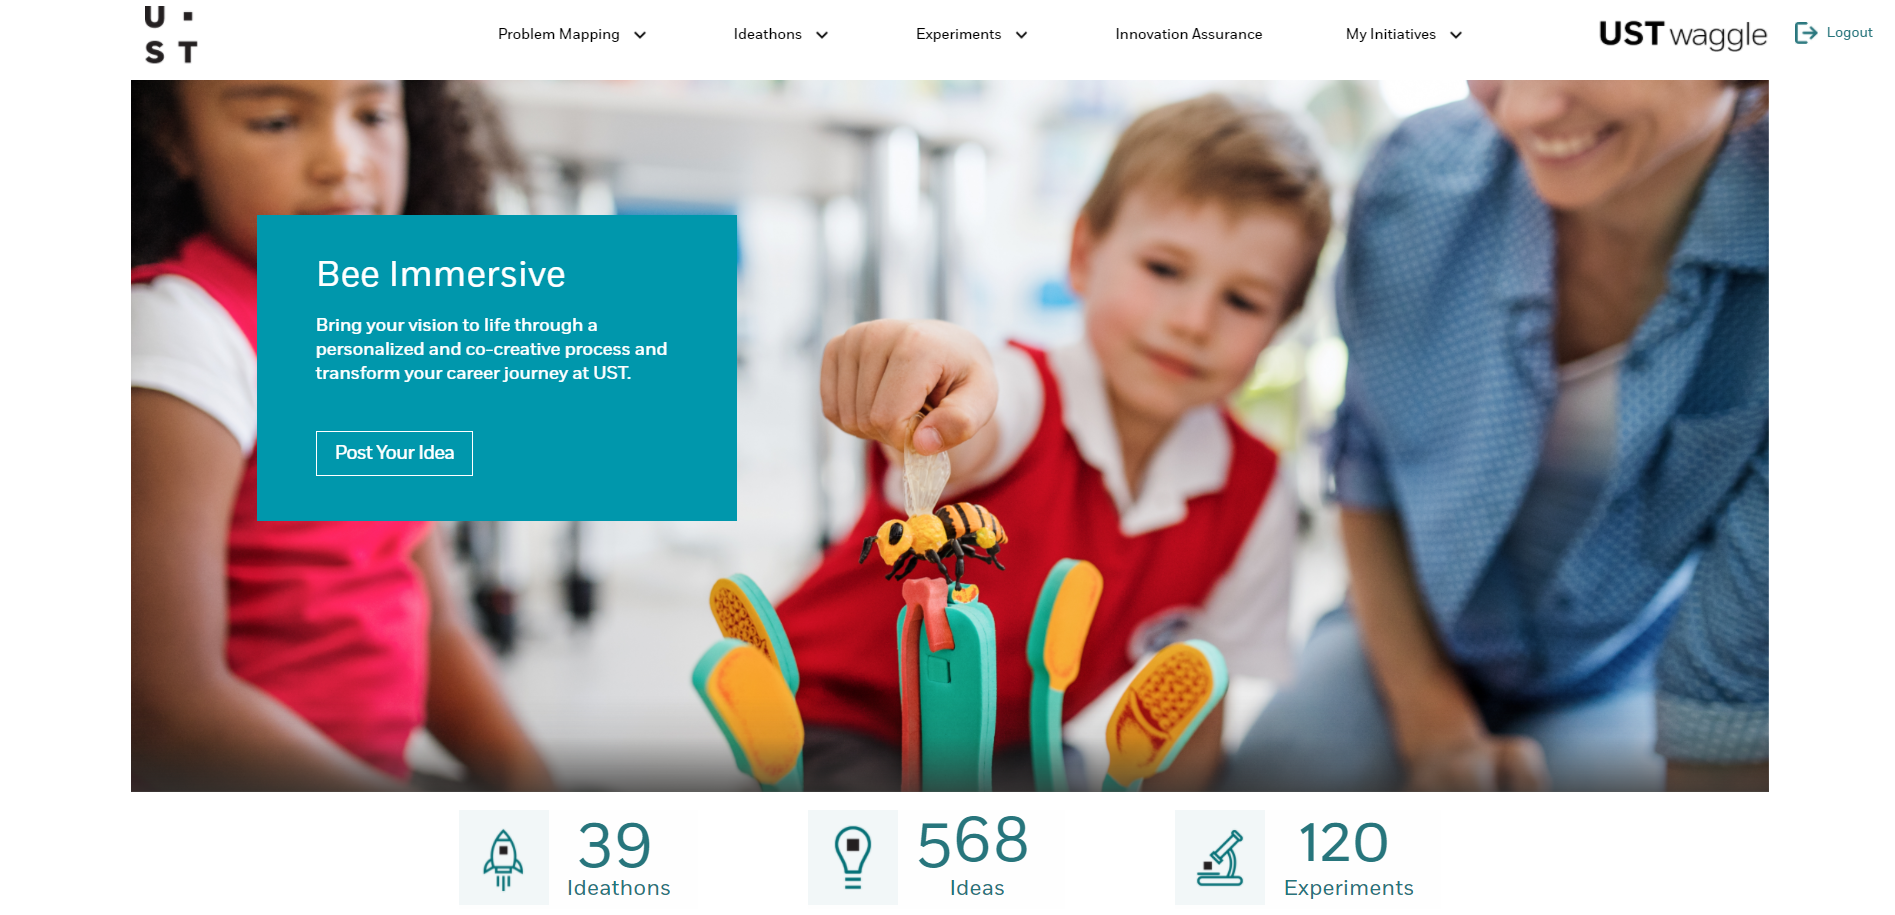 U
ST
Problem Mapping
Ideathons
Experiments
Innovation Assurance
My Initiatives
UST waggle
Logout
Bee Immersive
Bring your vision to life through a
personalized and co-creative process and
transform your career journey at UST.
Post Your Idea
39
Ideathons
568
Ideas
120
Experiments